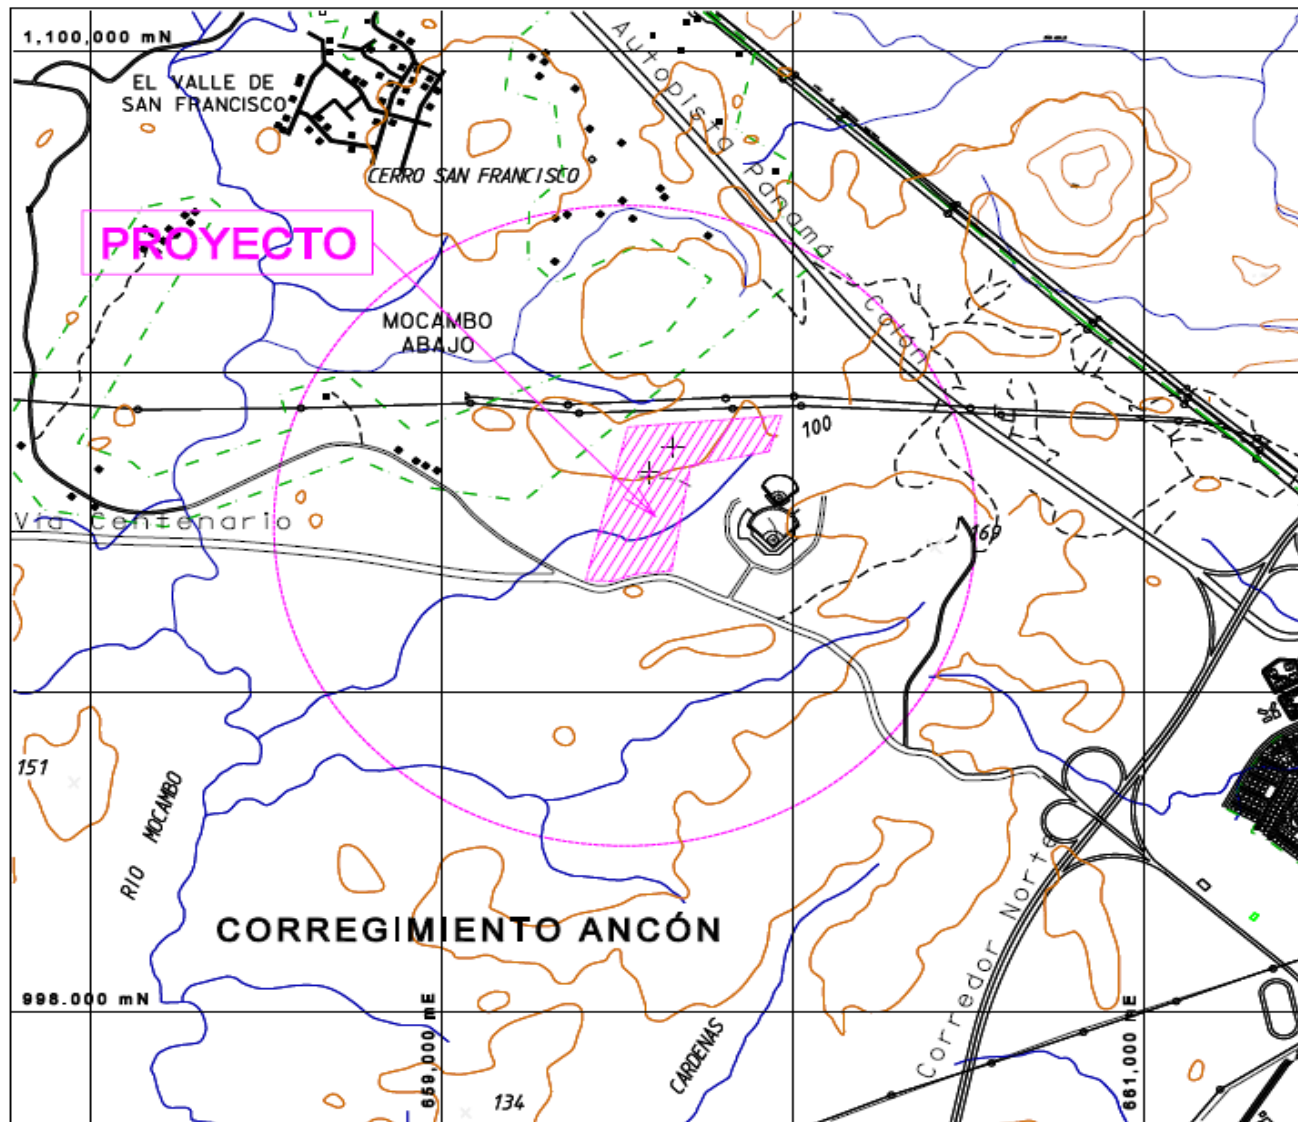 1,100,000 mN
EL VALLE DE
SAN FRANCISCO
Autopista Panamá - Colón
CERRO SAN FRANCISCO
PROYECTO
MOCAMBO
ABAJO
100
Vía Centenario
169
151
RIO MOCAMBO
CORREGIMIENTO ANCÓN
Corredor Norte
998.000 mN
659,000 mE
CARDENAS
661,000 mE
134